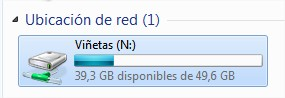 Ubicación de red (1)
Viñetas (N:)
39,3 GB disponibles de 49,6 GB